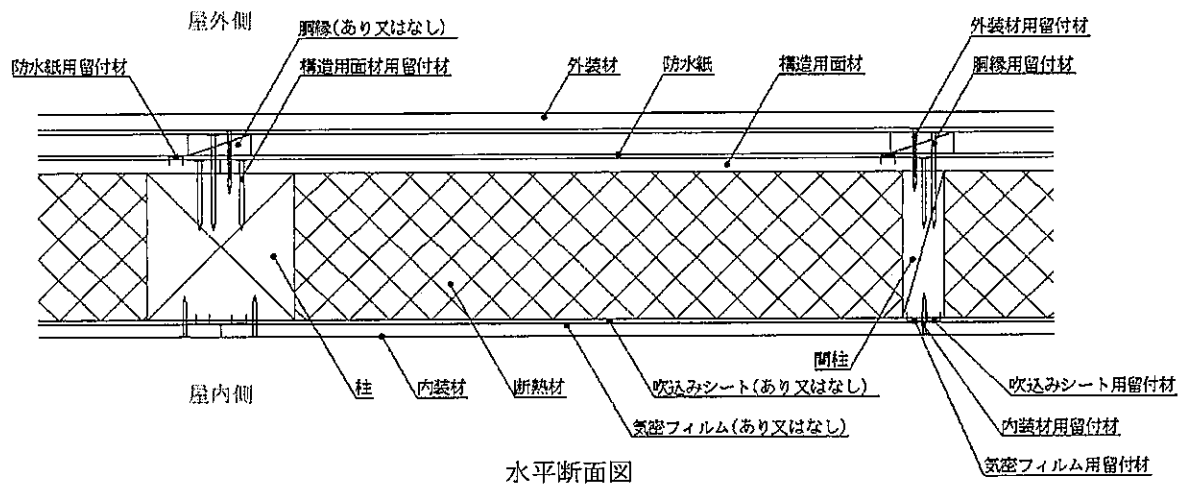 屋外側
胴縁(あり又はなし)
外装材用留付材
防水紙用留付材
構造用面材用留付材
外装材
防水紙
構造用面材
胴縁用留付材
屋内側
柱
内装材
断熱材
吹込みシート(あり又はなし)
間柱
吹込みシート用留付材
気密フィルム(あり又はなし)
内装材用留付材
気密フィルム用留付材
水平断面図